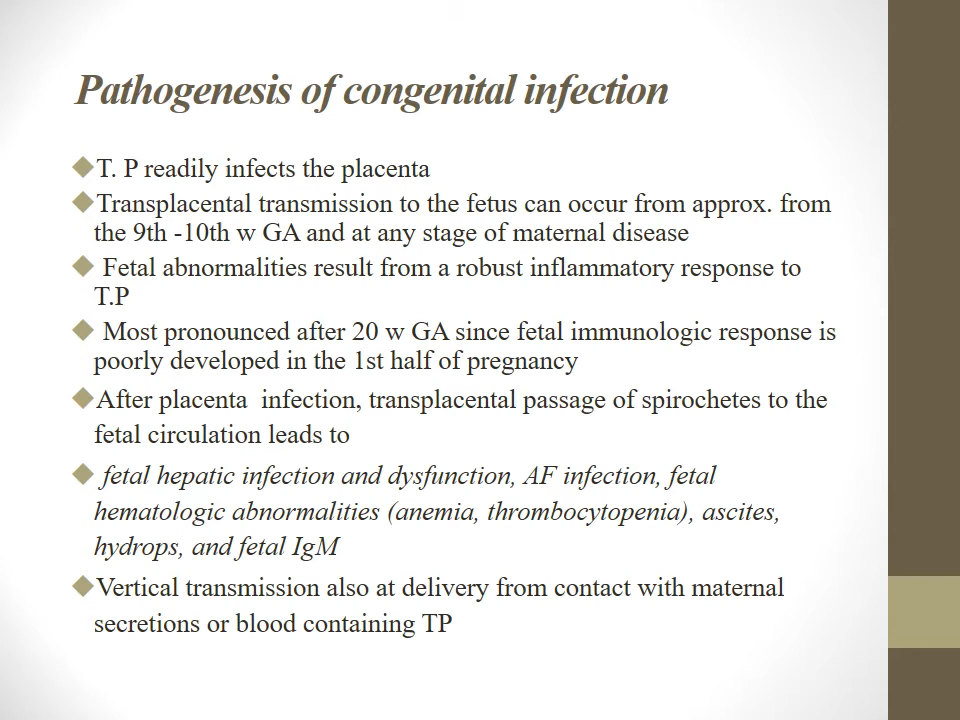 Pathogenesis of congenital infection
T. P readily infects the placenta
Transplacental transmission to the fetus can occur from approx. from
the 9th -10th w GA and at any stage of maternal disease
Fetal abnormalities result from a robust inflammatory response to
T.P
Most pronounced after 20 w GA since fetal immunologic response is
poorly developed in the 1st half of pregnancy
After placenta infection, transplacental passage of spirochetes to the
fetal circulation leads to
fetal hepatic infection and dysfunction, AF infection, fetal
hematologic abnormalities (anemia, thrombocytopenia), ascites,
hydrops, and fetal IgM
Vertical transmission also at delivery from contact with maternal
secretions or blood containing TP